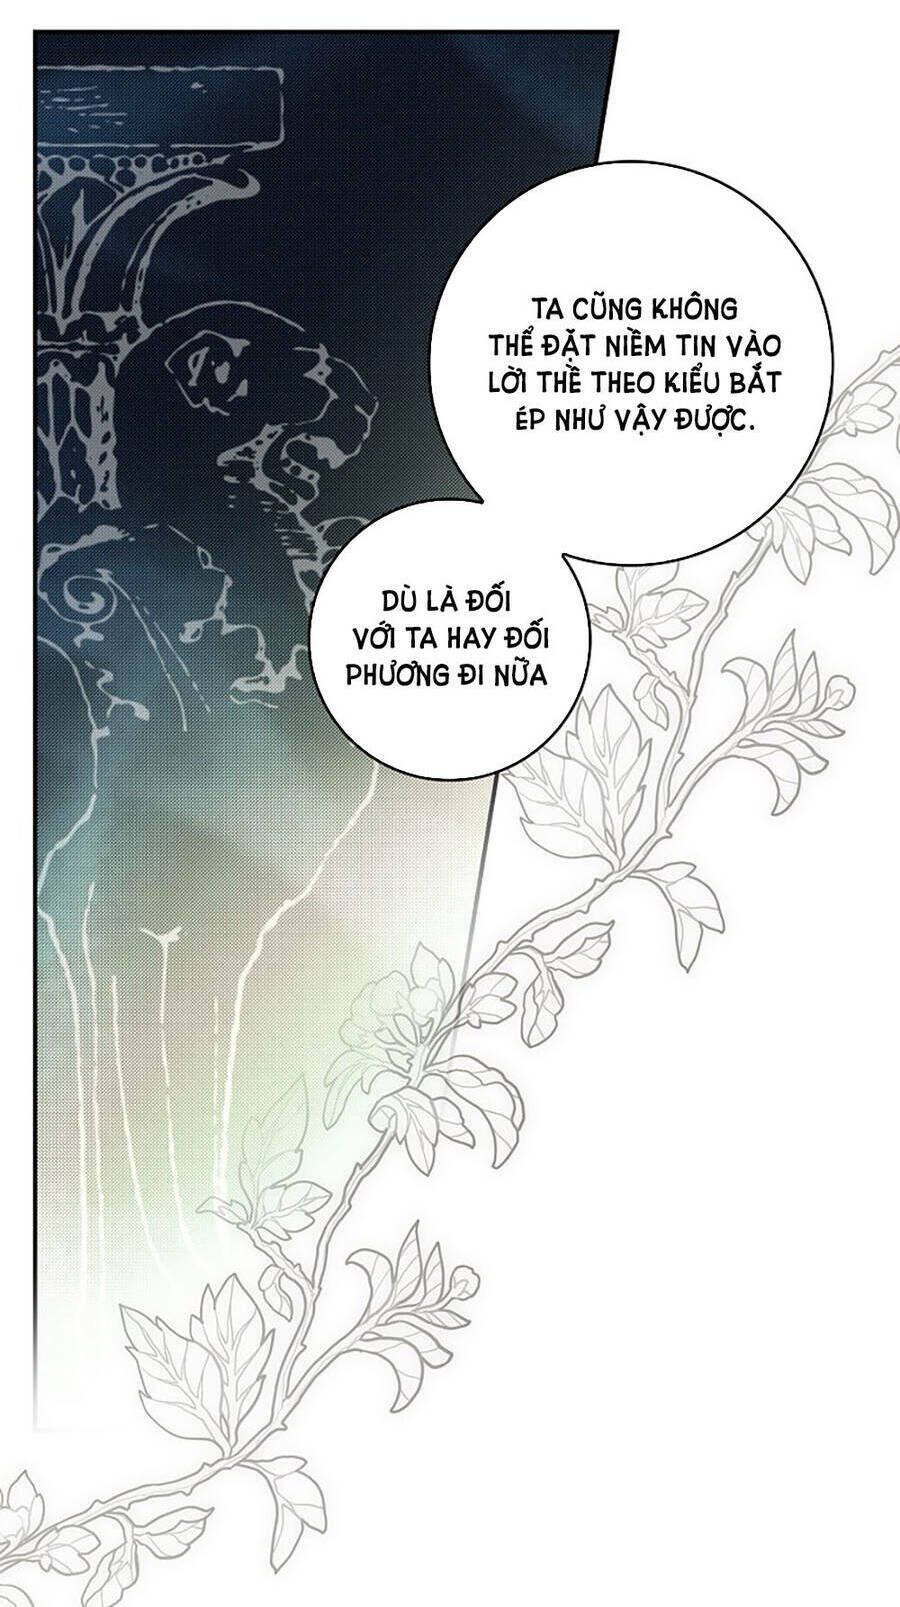 TA CŨNG KHÔNG
THỂ ĐẶT NIỀM TIN VÀO
LỜI THỀ THEO KIỂU BẮT
ÉP NHƯ VẬY ĐƯỢC.
DÙ LÀ ĐỐI
VỚI TA HAY ĐỐI
PHƯƠNG ĐI NỮA